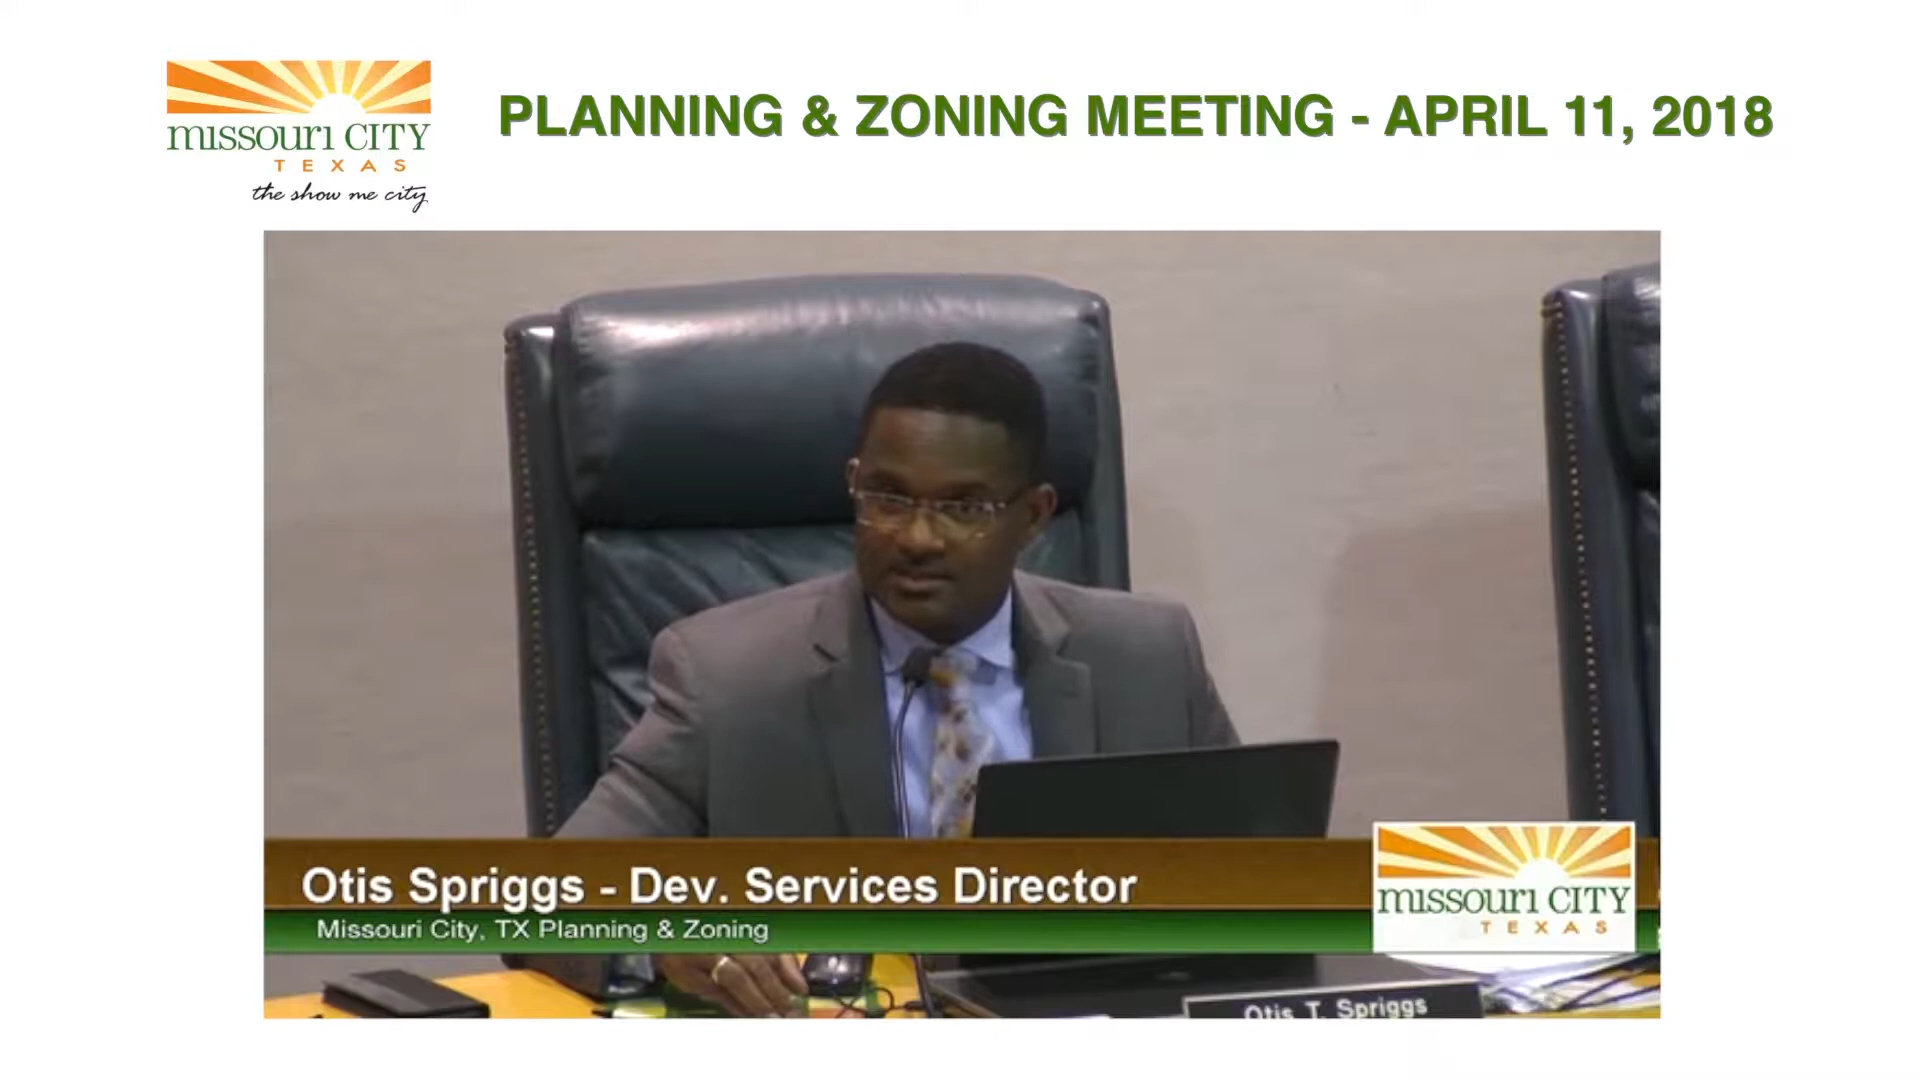 missouri CITY
TEXAS
the show me city
PLANNING & ZONING MEETING - APRIL 11, 2018
Otis Spriggs - Dev. Services Director
Missouri City, TX Planning & Zoning
missouri CITY
TEXAS
Otis T. Spriggs